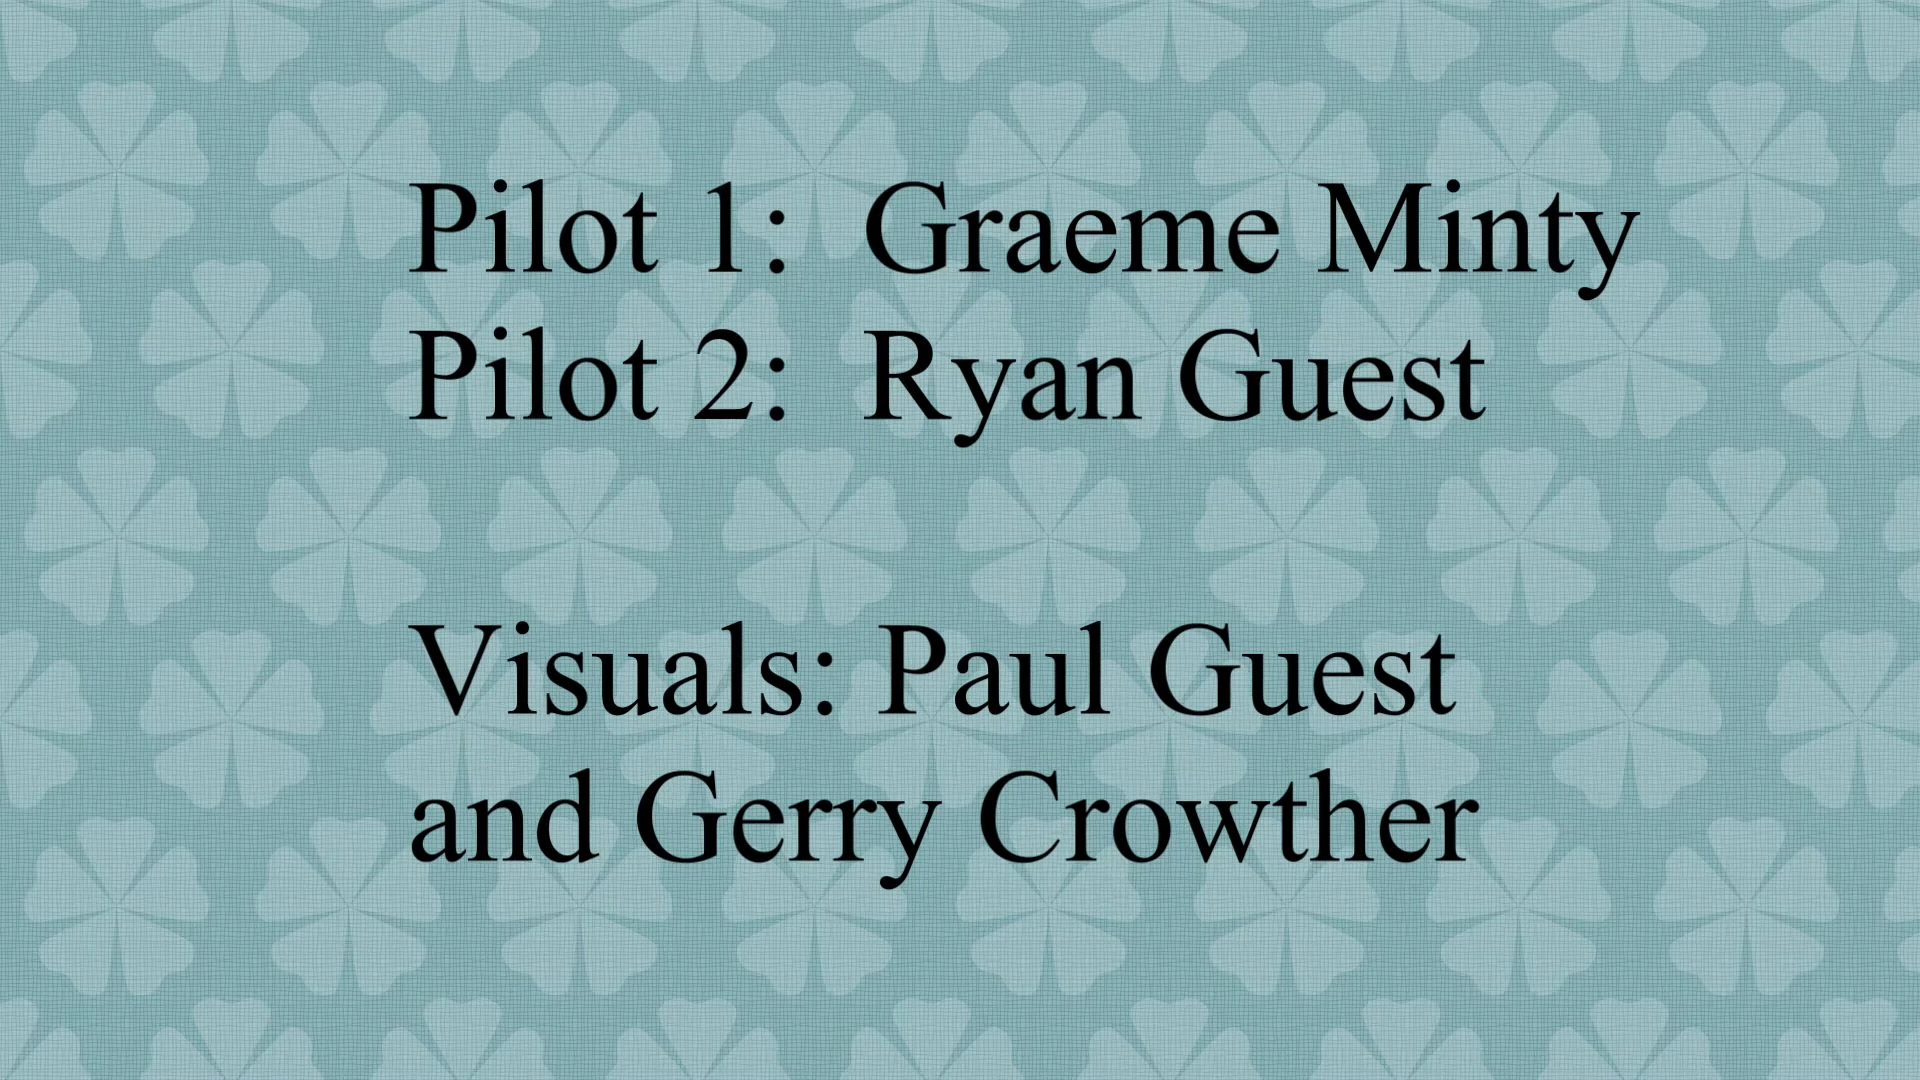 Pilot 1:  Graeme Minty
Pilot 2:  Ryan Guest
Visuals: Paul Guest
and Gerry Crowther